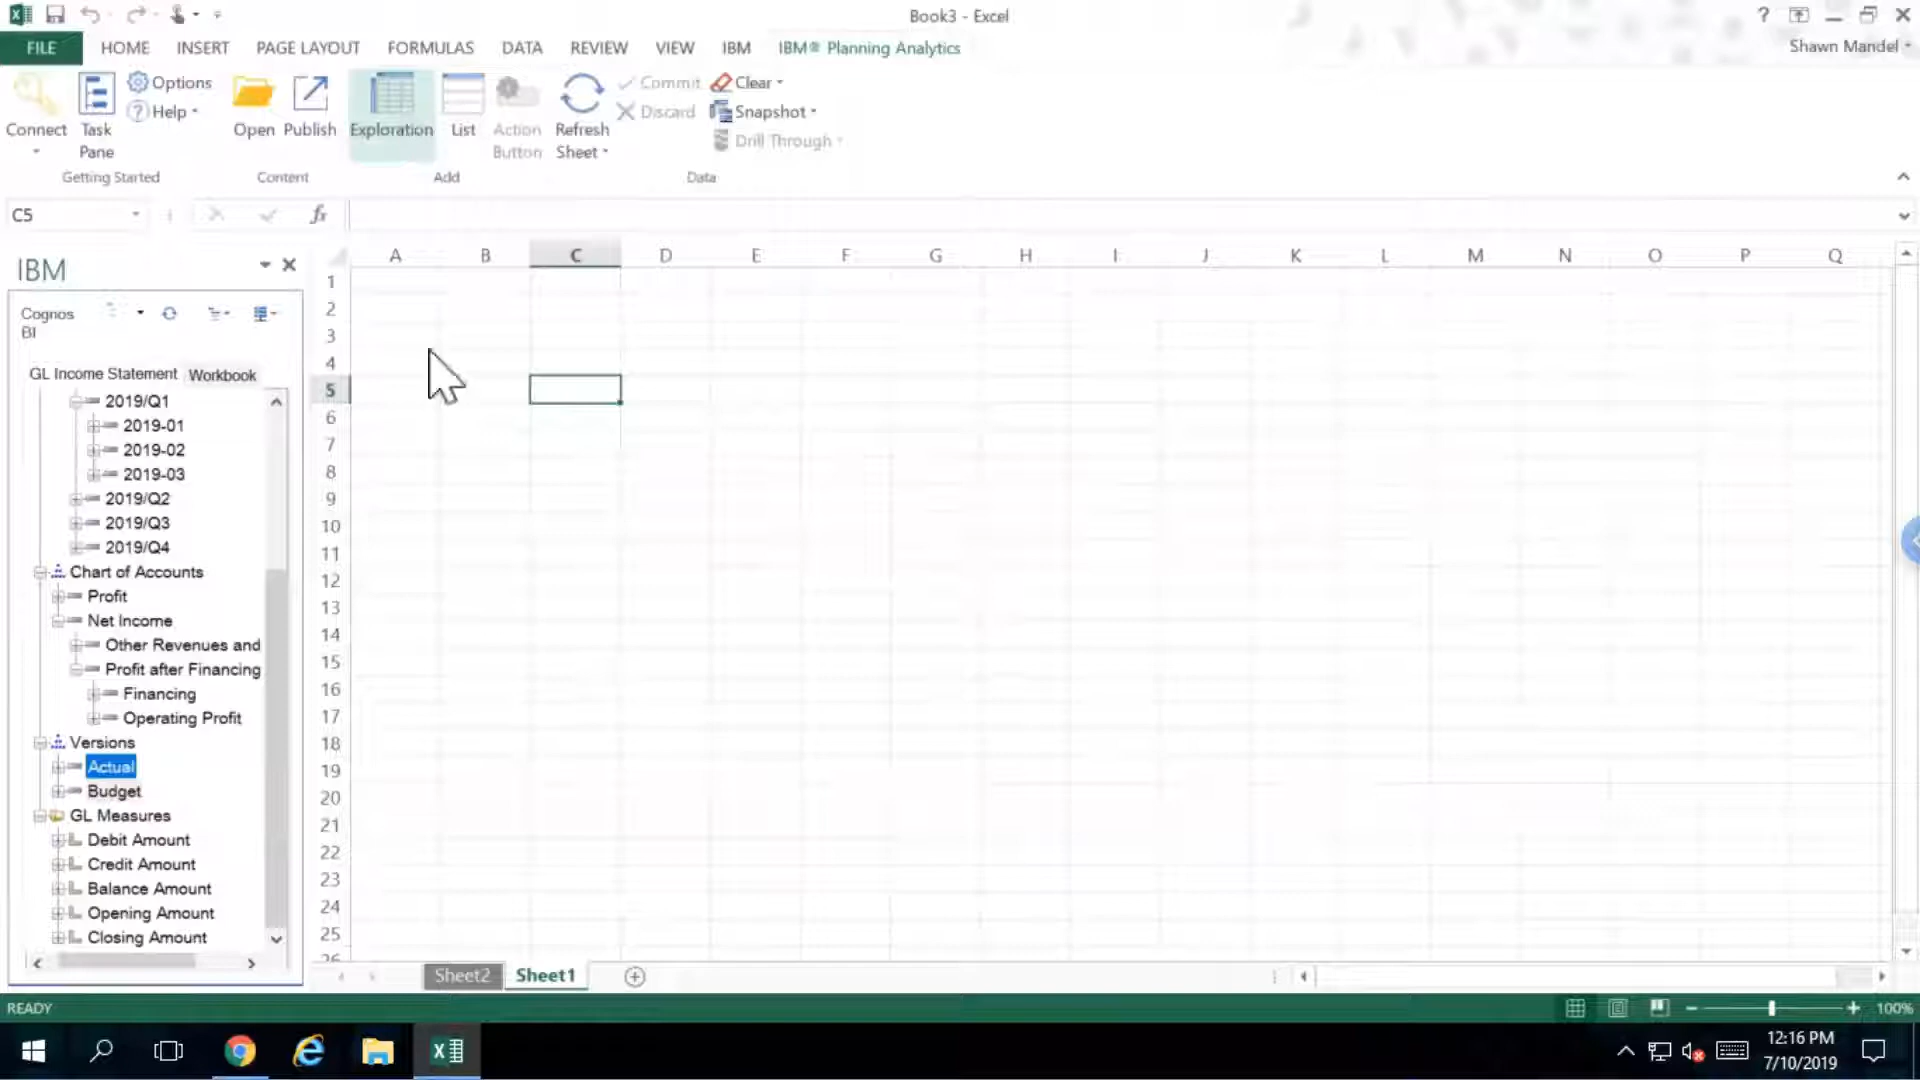 Book3 - Excel
?
FILE HOME INSERT PAGE LAYOUT FORMULAS DATA REVIEW VIEW IBM IBM® Planning Analytics
Shawn Mandel
Connect
Task Pane
Options
Help
Open
Publish
Exploration
List
Action Button
Refresh Sheet
Commit
Discard
Clear
Snapshot
Drill Through
Getting Started
Content
Add
Data
C5
fx
A B C D E F G H I J K L M N O P Q
1
2
3
4
5
6
7
8
9
10
11
12
13
14
15
16
17
18
19
20
21
22
23
24
25
26
IBM
Cognos BI
GL Income Statement Workbook
2019/Q1
2019-01
2019-02
2019-03
2019/Q2
2019/Q3
2019/Q4
Chart of Accounts
Profit
Net Income
Other Revenues and
Profit after Financing
Financing
Operating Profit
Versions
Actual
Budget
GL Measures
Debit Amount
Credit Amount
Balance Amount
Opening Amount
Closing Amount
Sheet2 Sheet1
READY
100%
12:16 PM
7/10/2019